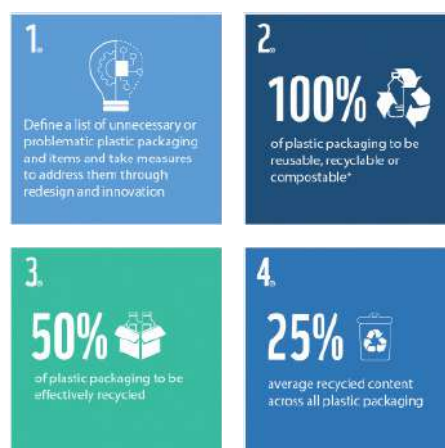 1.
Define a list of unnecessary or
problematic plastic packaging
and items and take measures
to address them through
redesign and innovation
2.
100%
of plastic packaging to be
reusable, recyclable or
compostable*
3.
50%
of plastic packaging to be
effectively recycled
4.
25%
average recycled content
across all plastic packaging